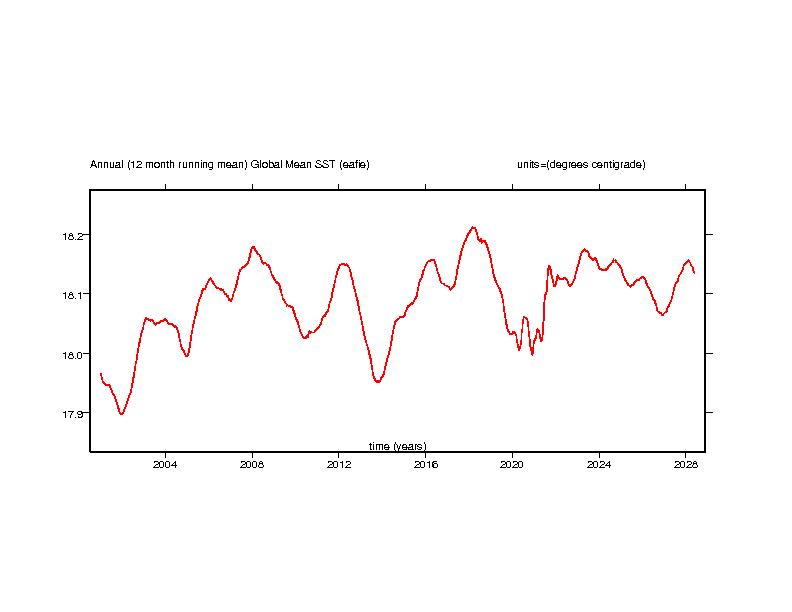 Annual (12 month running mean) Global Mean SST (eafie) units=(degrees centigrade)
18.2
18.1
18.0
17.9
time (years)
2004 2008 2012 2016 2020 2024 2028